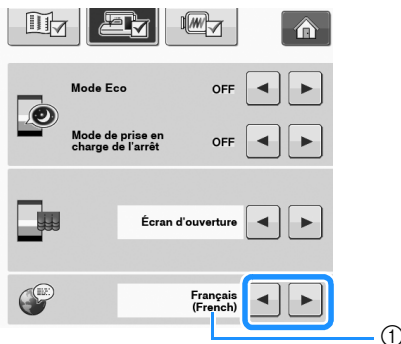 Mode Eco OFF
Mode de prise en
charge de l'arrêt OFF
Écran d'ouverture
Français
(French)
①